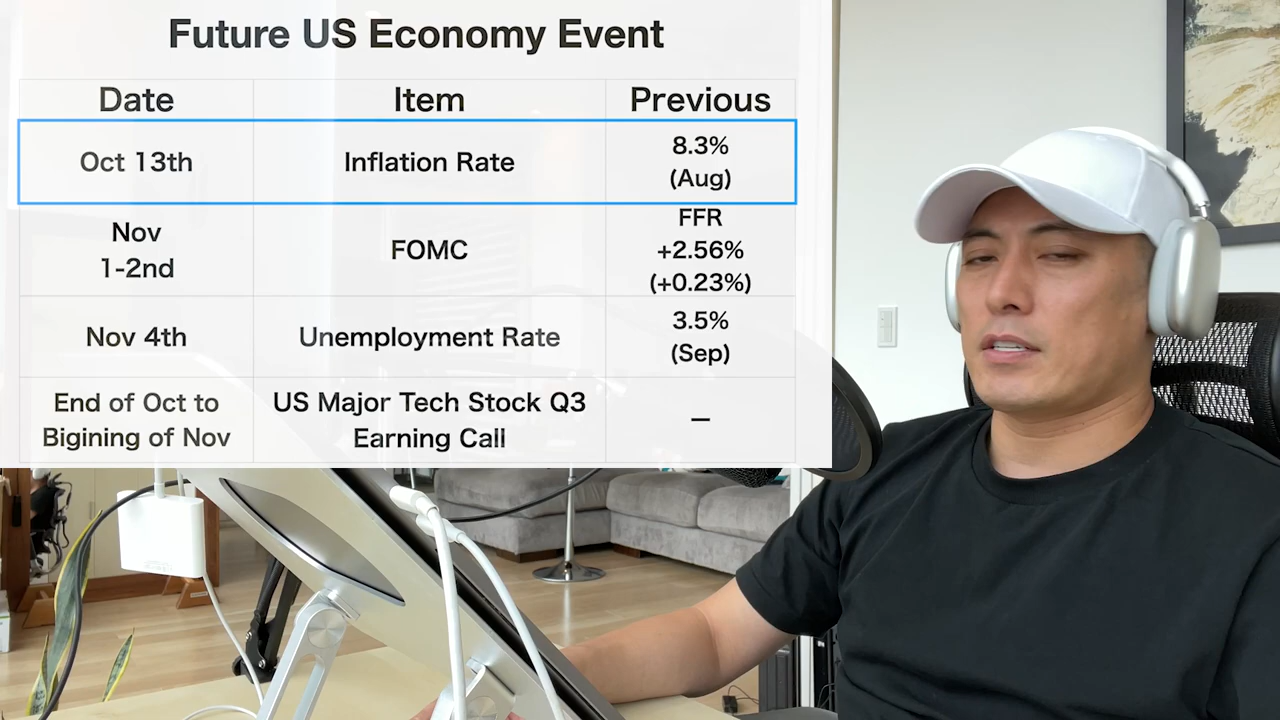 Future US Economy Event
Date Item Previous
Oct 13th Inflation Rate 8.3%
(Aug)
Nov
1-2nd FOMC FFR
+2.56%
(+0.23%)
Nov 4th Unemployment Rate 3.5%
(Sep)
End of Oct to
Bigining of Nov US Major Tech Stock Q3
Earning Call –